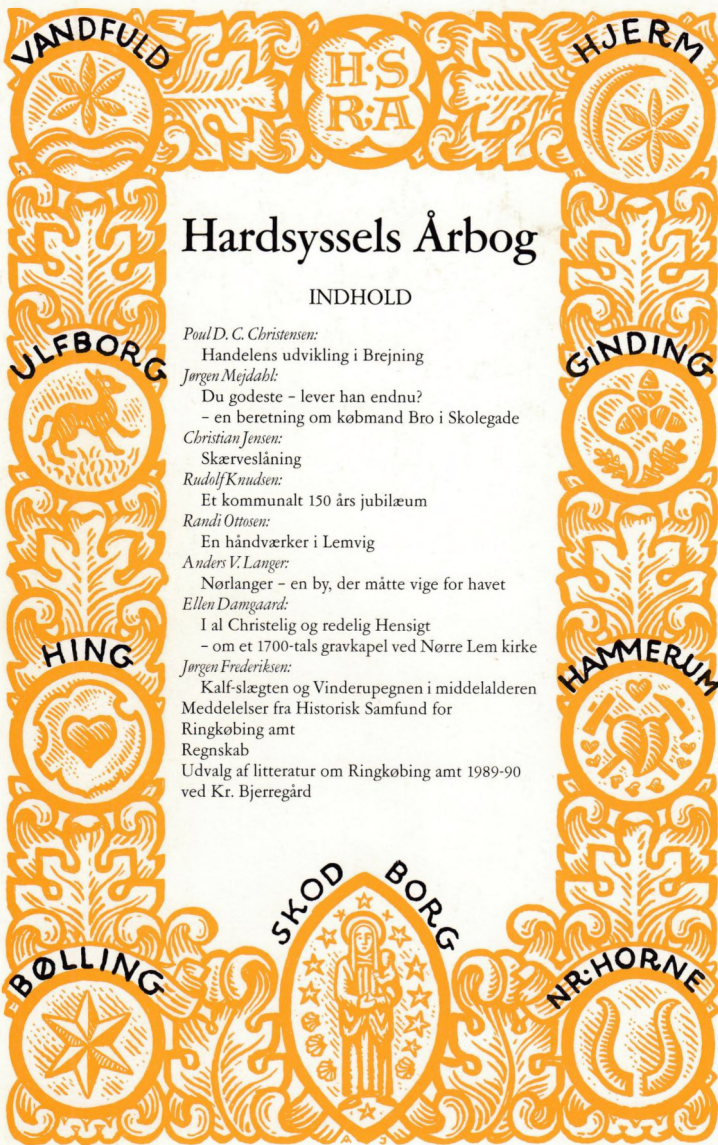 VANDFULD
H·S
R·A
HJERM
Hardsyssels Årbog
INDHOLD
Poul D. C. Christensen:
Handelens udvikling i Brejning
Jørgen Mejdahl:
Du godeste – lever han endnu?
– en beretning om købmand Bro i Skolegade
Christian Jensen:
Skærveslåning
Rudolf Knudsen:
Et kommunalt 150 års jubilæum
Randi Ottosen:
En håndværker i Lemvig
Anders V. Langer:
Nørlanger – en by, der måtte vige for havet
Ellen Damgaard:
I al Christelig og redelig Hensigt
– om et 1700-tals gravkapel ved Nørre Lem kirke
Jørgen Frederiksen:
Kalf-slægten og Vinderupegnen i middelalderen
Meddelelser fra Historisk Samfund for
Ringkøbing amt
Regnskab
Udvalg af litteratur om Ringkøbing amt 1989-90
ved Kr. Bjerregård
ULFBORG
GINDING
HING
HAMMERUM
SKODBORG
BØLLING
NR·HORNE
A J